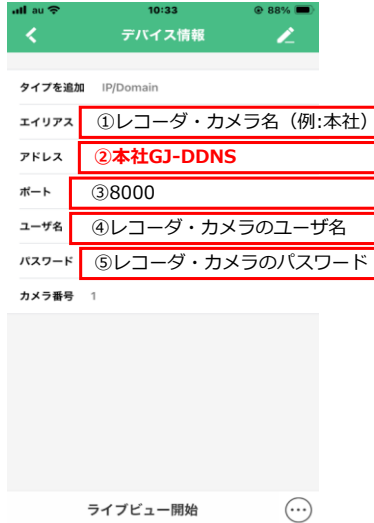 au 10:33 88%
デバイス情報
タイプを追加 IP/Domain
エイリアス ①レコーダ・カメラ名（例:本社）
アドレス ②本社GJ-DDNS
ポート ③8000
ユーザ名 ④レコーダ・カメラのユーザ名
パスワード ⑤レコーダ・カメラのパスワード
カメラ番号 1
ライブビュー開始